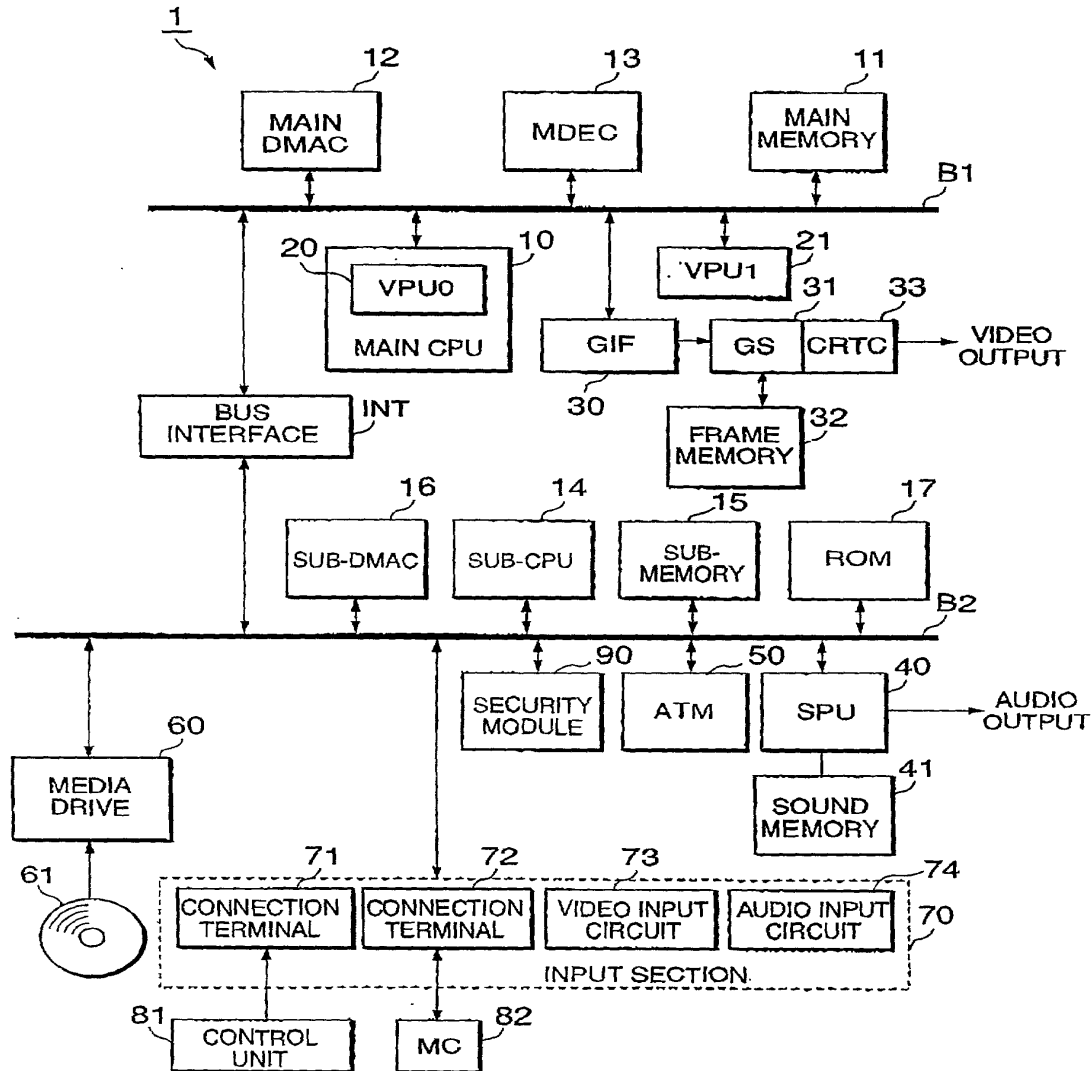 1
12
13
11
MAIN
DMAC
MDEC
MAIN
MEMORY
B1
20
10
VPU0
MAIN CPU
VPU1
21
31
33
GIF
GS
CRTC
VIDEO
OUTPUT
30
BUS
INTERFACE
INT
FRAME
MEMORY
32
16
14
15
17
SUB-DMAC
SUB-CPU
SUB-
MEMORY
ROM
B2
90
50
40
SECURITY
MODULE
ATM
SPU
AUDIO
OUTPUT
60
MEDIA
DRIVE
41
SOUND
MEMORY
61
71
72
73
74
CONNECTION
TERMINAL
CONNECTION
TERMINAL
VIDEO INPUT
CIRCUIT
AUDIO INPUT
CIRCUIT
70
INPUT SECTION
81
CONTROL
UNIT
MC
82